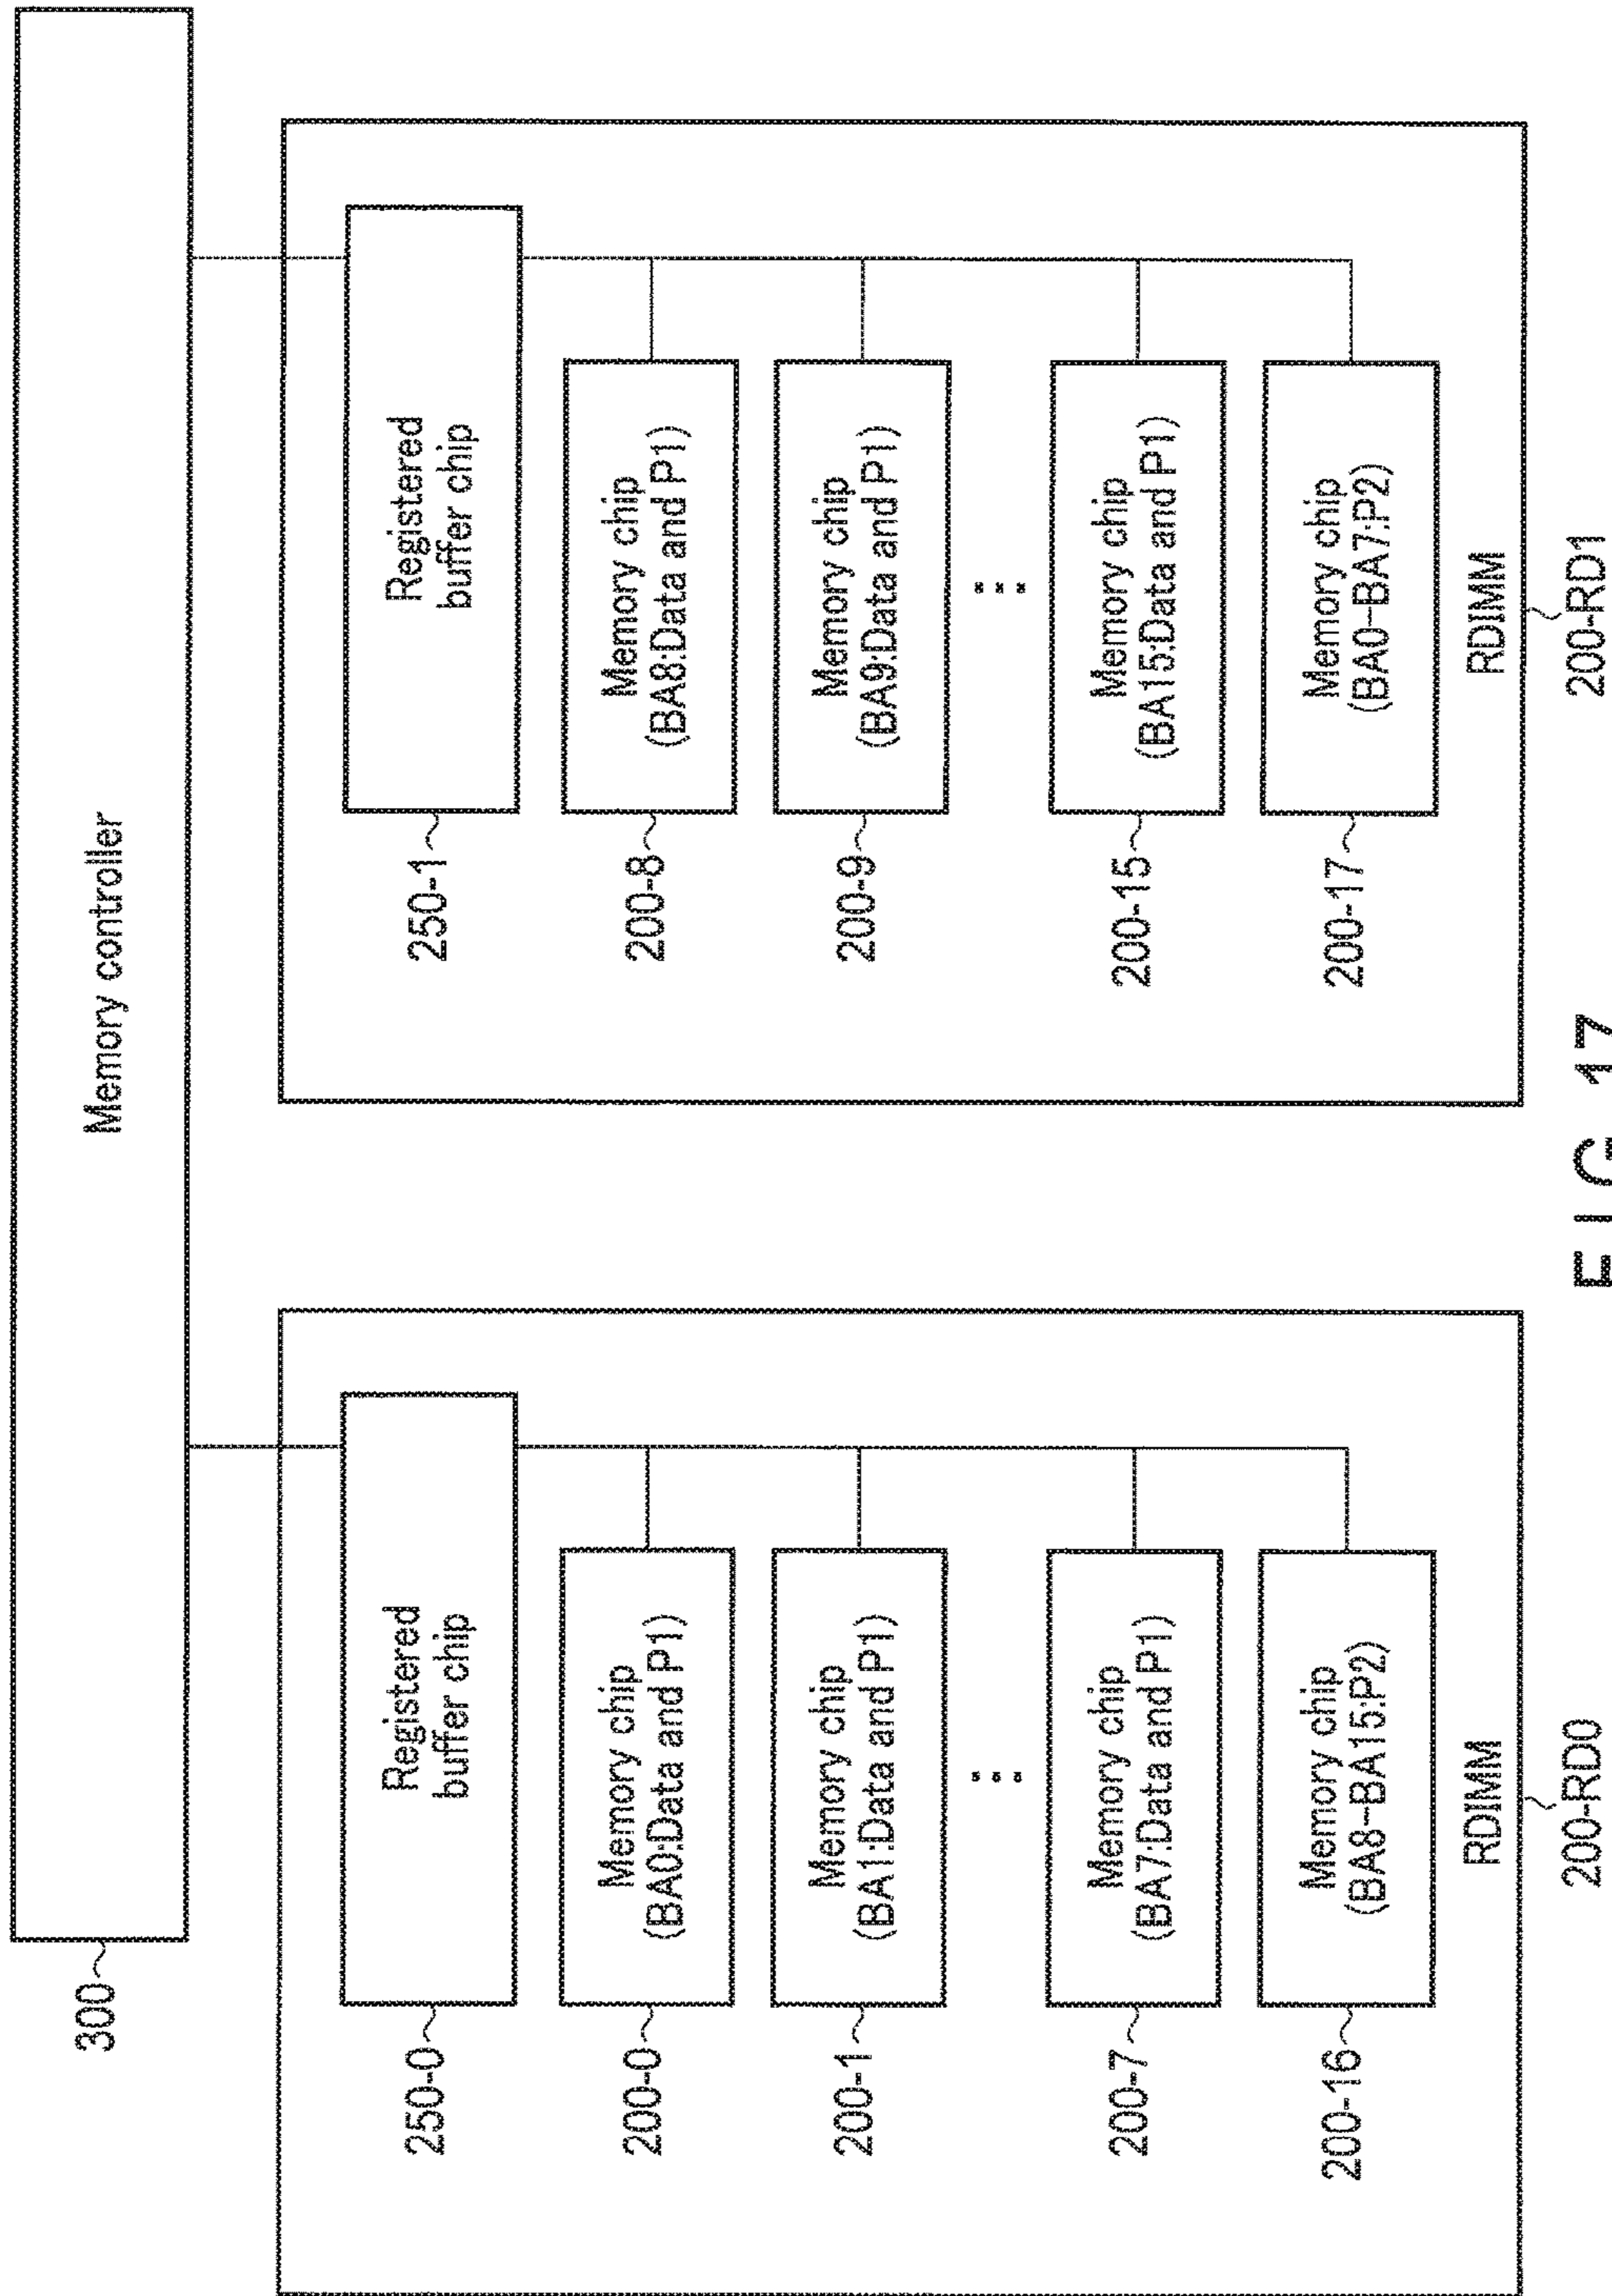 Memory controller
300
Registered
buffer chip
250-0
Memory chip
(BA0:Data and P1)
200-0
Memory chip
(BA1:Data and P1)
200-1
Memory chip
(BA7:Data and P1)
200-7
Memory chip
(BA8-BA15:P2)
200-16
RDIMM
200-RD0
Registered
buffer chip
250-1
Memory chip
(BA8:Data and P1)
200-8
Memory chip
(BA9:Data and P1)
200-9
Memory chip
(BA15:Data and P1)
200-15
Memory chip
(BA0-BA7:P2)
200-17
RDIMM
200-RD1
FIG. 17